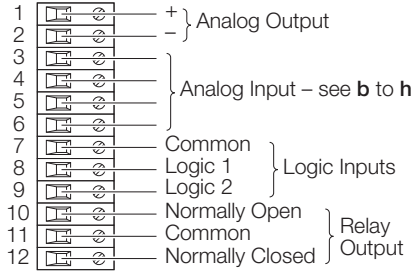 1 +
2 –
Analog Output
3
4
5
6
Analog Input – see b to h
7 Common
8 Logic 1
9 Logic 2
Logic Inputs
10 Normally Open
11 Common
12 Normally Closed
Relay
Output